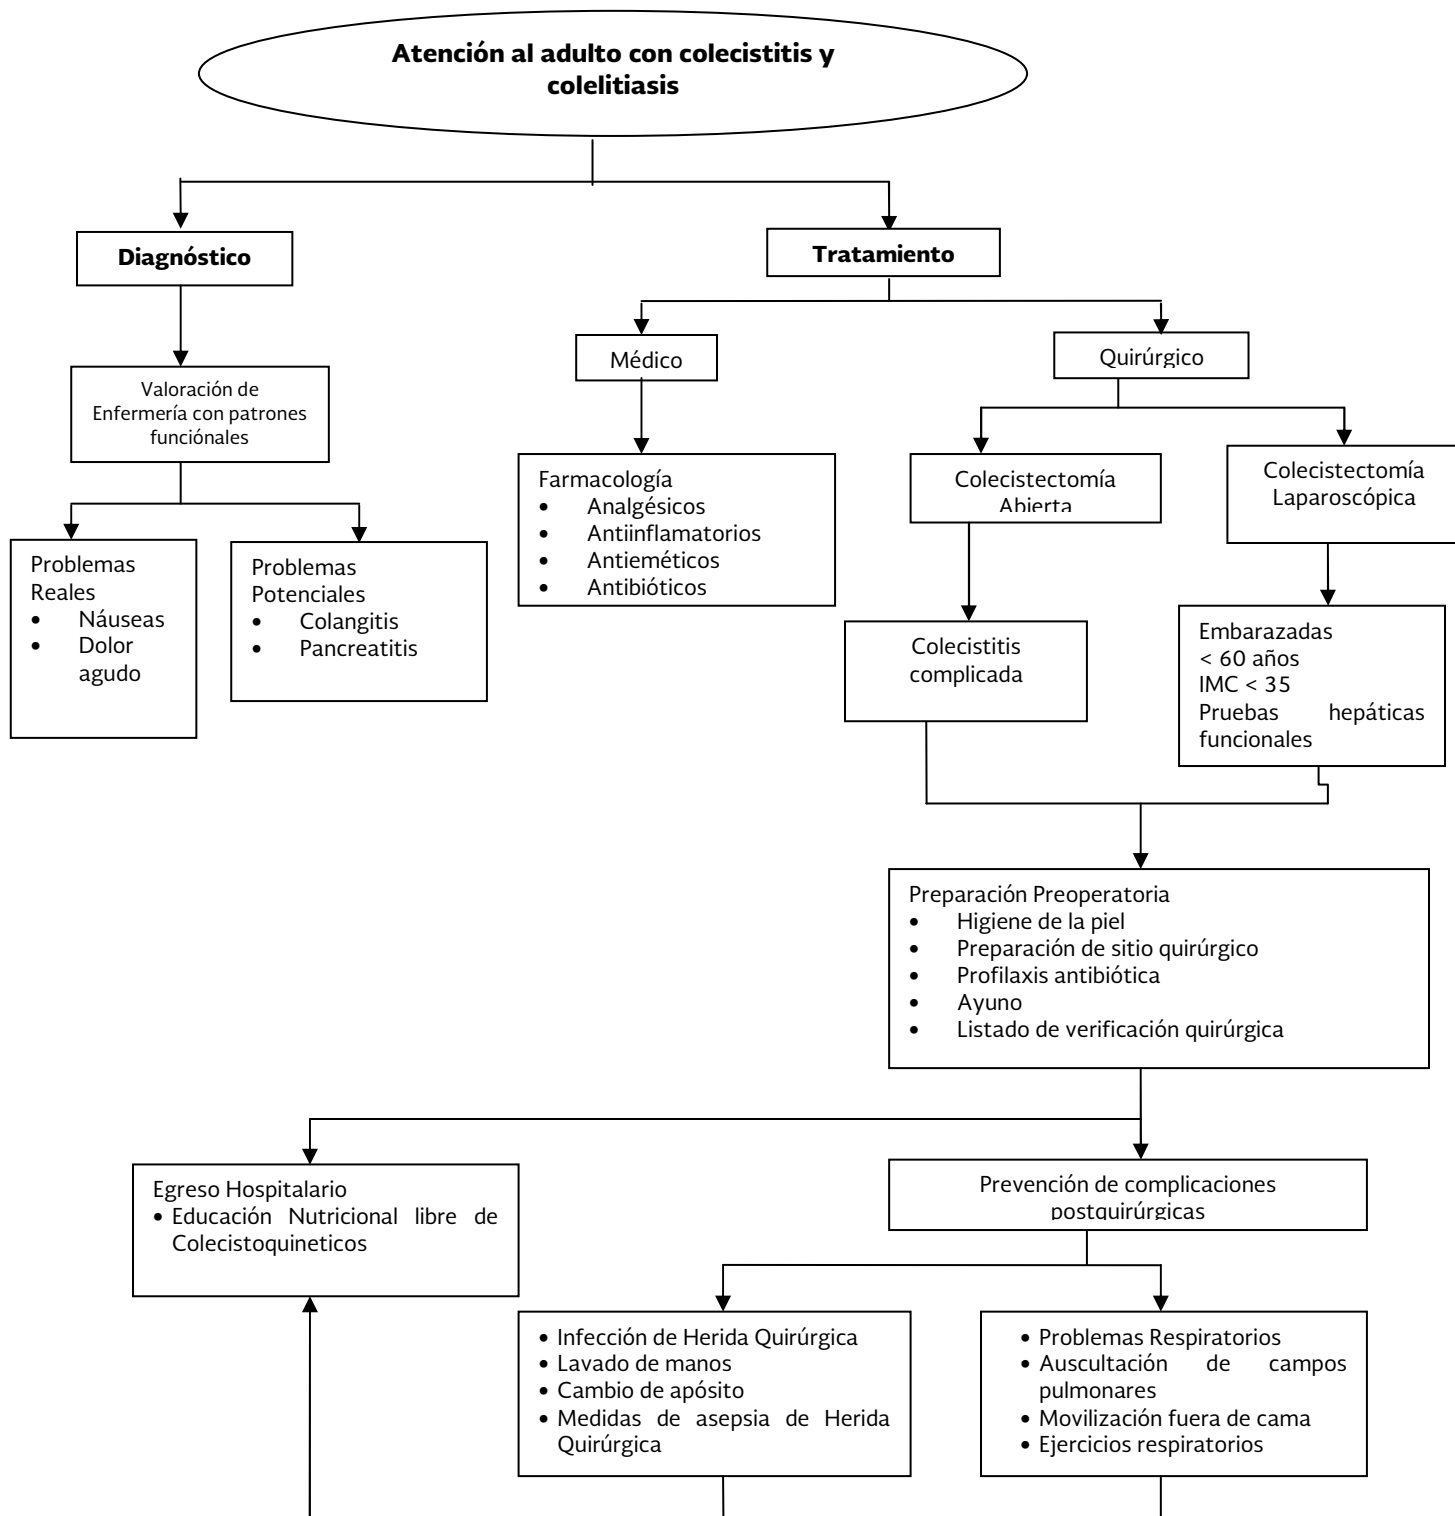 Atención al adulto con colecistitis y
colelitiasis
Diagnóstico
Tratamiento
Médico
Quirúrgico
Valoración de
Enfermería con patrones
funciónales
Farmacología
• Analgésicos
• Antiinflamatorios
• Antieméticos
• Antibióticos
Colecistectomía
Abierta
Colecistectomía
Laparoscópica
Problemas
Reales
• Náuseas
• Dolor
agudo
Problemas
Potenciales
• Colangitis
• Pancreatitis
Colecistitis
complicada
Embarazadas
< 60 años
IMC < 35
Pruebas hepáticas
funcionales
Preparación Preoperatoria
• Higiene de la piel
• Preparación de sitio quirúrgico
• Profilaxis antibiótica
• Ayuno
• Listado de verificación quirúrgica
Egreso Hospitalario
• Educación Nutricional libre de
Colecistoquineticos
Prevención de complicaciones
postquirúrgicas
• Infección de Herida Quirúrgica
• Lavado de manos
• Cambio de apósito
• Medidas de asepsia de Herida
Quirúrgica
• Problemas Respiratorios
• Auscultación de campos
pulmonares
• Movilización fuera de cama
• Ejercicios respiratorios